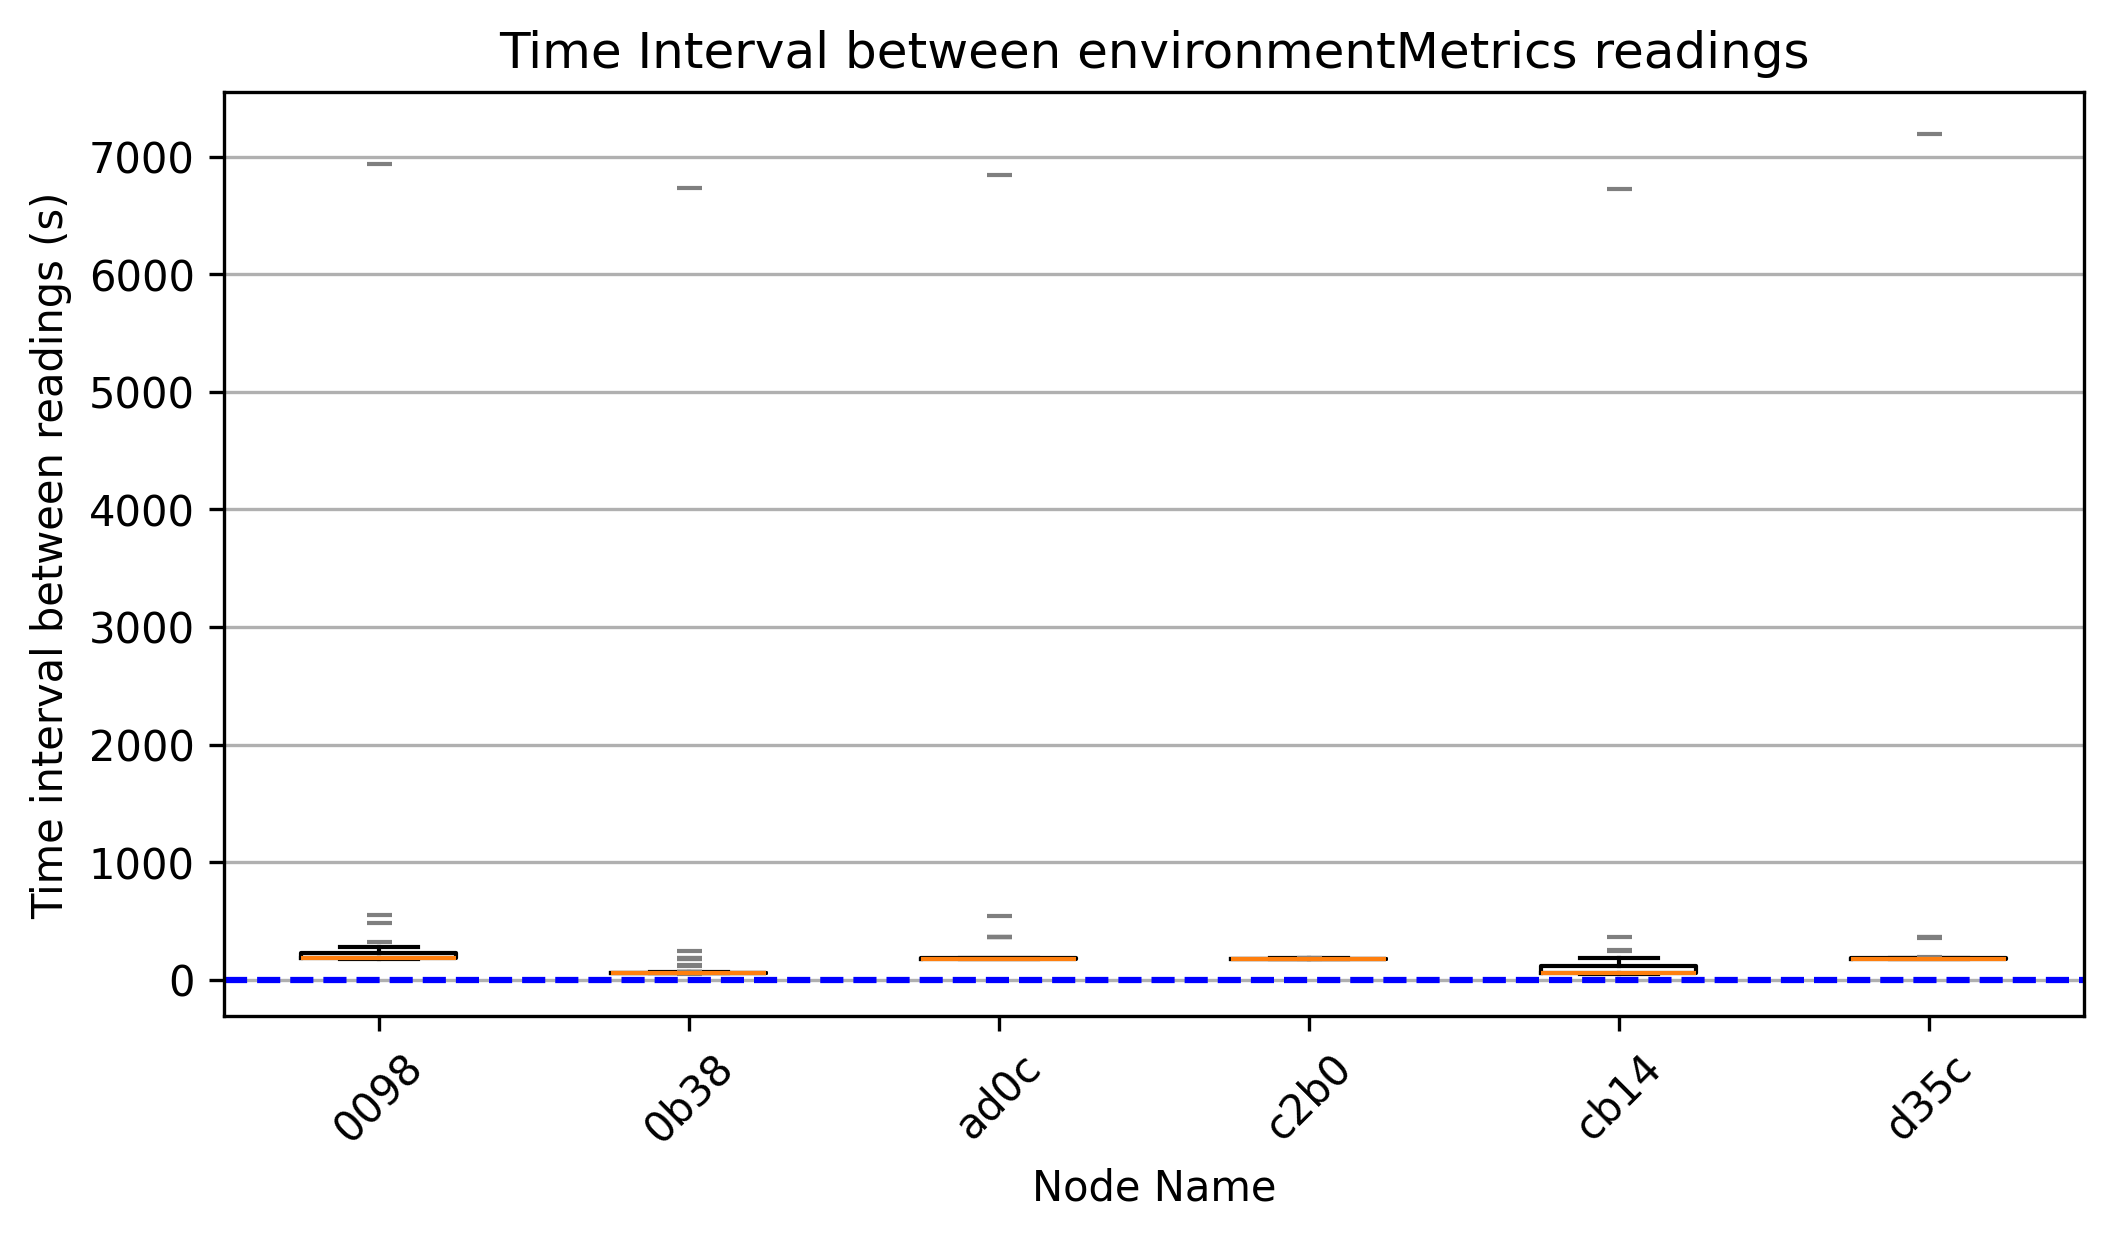 Time Interval between environmentMetrics readings
Time interval between readings (s)
7000
6000
5000
4000
3000
2000
1000
0
0098
0b38
ad0c
c2b0
cb14
d35c
Node Name